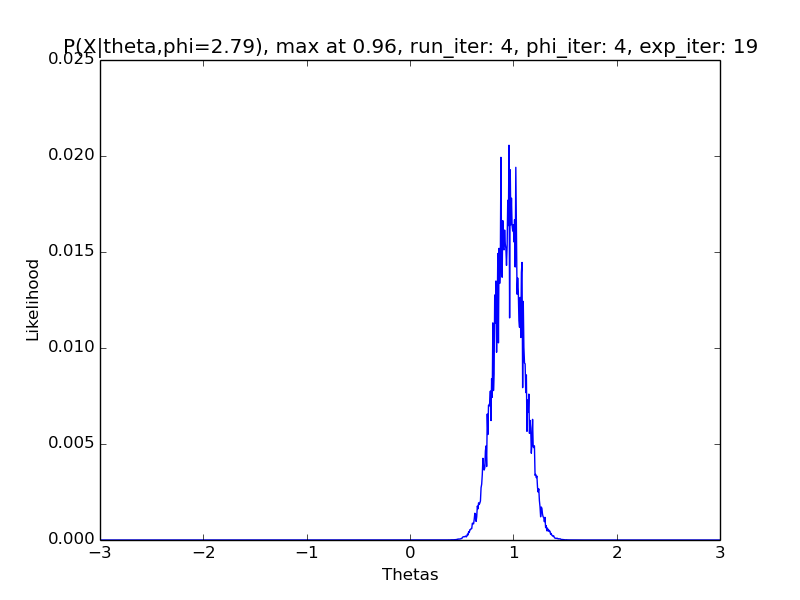 P(X|theta,phi=2.79), max at 0.96, run_iter: 4, phi_iter: 4, exp_iter: 19
0.025
0.020
0.015
0.010
0.005
0.000
Likelihood
−3 −2 −1 0 1 2 3
Thetas